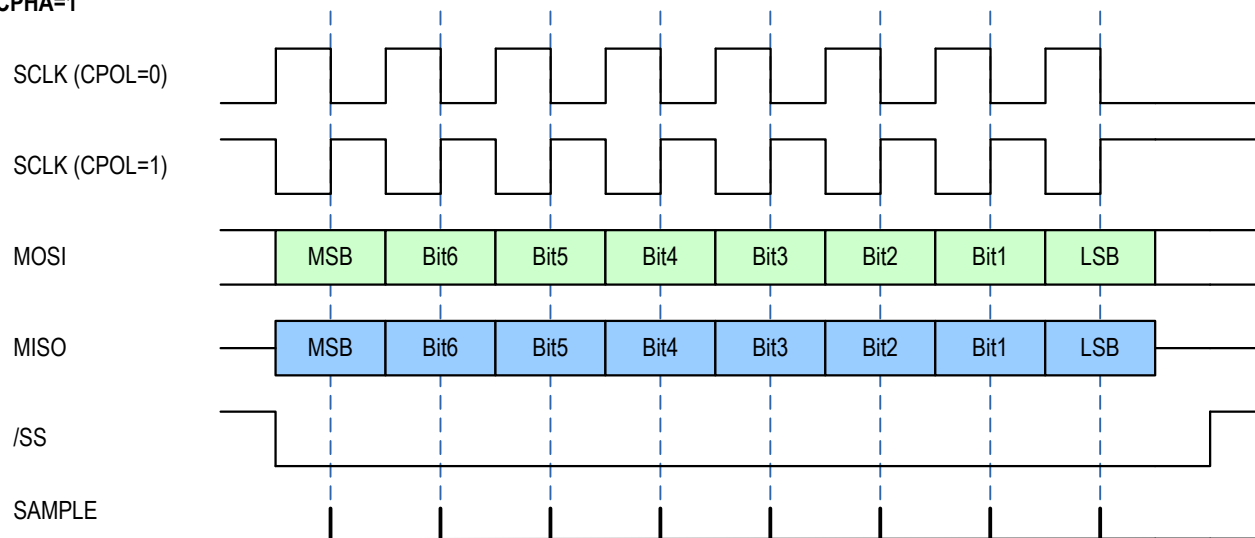 CPHA=1
SCLK (CPOL=0)
SCLK (CPOL=1)
MOSI MSB Bit6 Bit5 Bit4 Bit3 Bit2 Bit1 LSB
MISO MSB Bit6 Bit5 Bit4 Bit3 Bit2 Bit1 LSB
/SS
SAMPLE